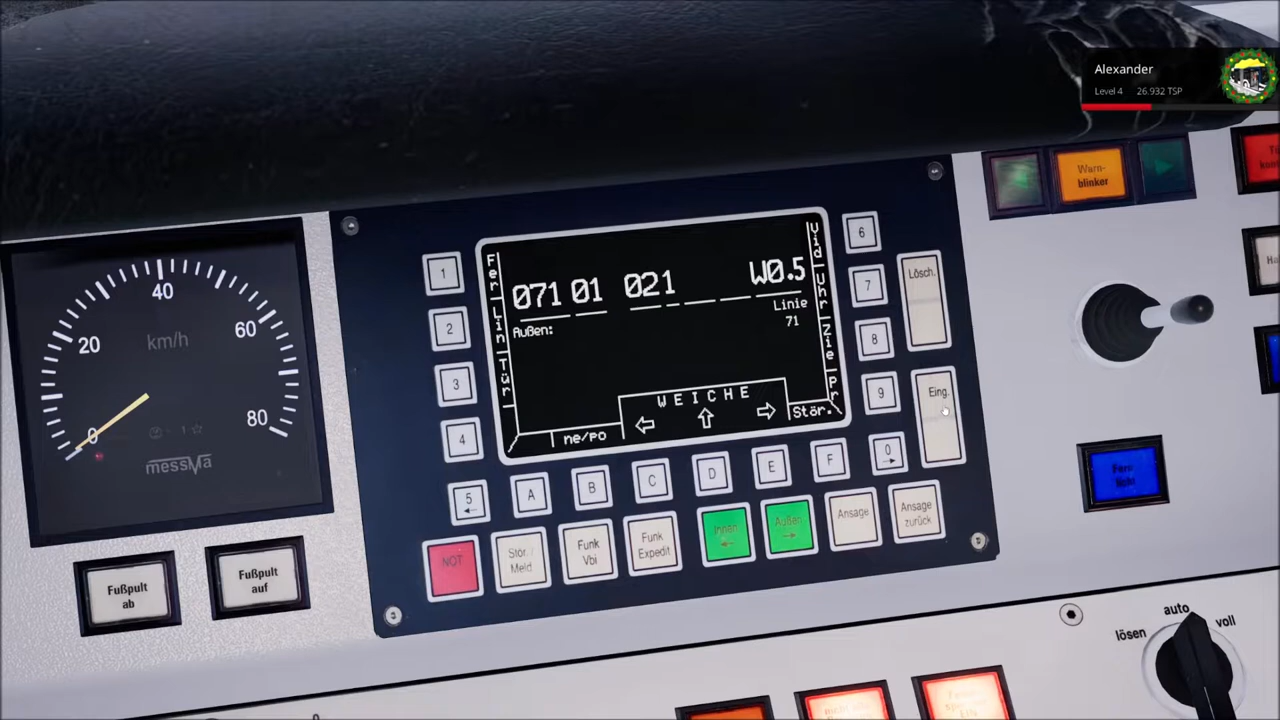 Alexander
Level 4 26.932 TSP
Warn-
blinker
40
km/h
20
60
0
80
messMa
Fußpult
ab
Fußpult
auf
1
2
3
4
5
←
Fer
Lin
Tür
071 01 021 W0.5
Außen:
Linie
71
WEICHE
← ↑ →
ne/po
Stör.
Vid
Uhr
Zie
Pr
6
7
8
9
0
→
A
B
C
D
E
F
Lösch.
Eing.
NOT
Stör./
Meld
Funk
Vbi
Funk
Expedit
Innen
←
Außen
→
Ansage
Ansage
zurück
Fern
licht
auto
lösen
voll